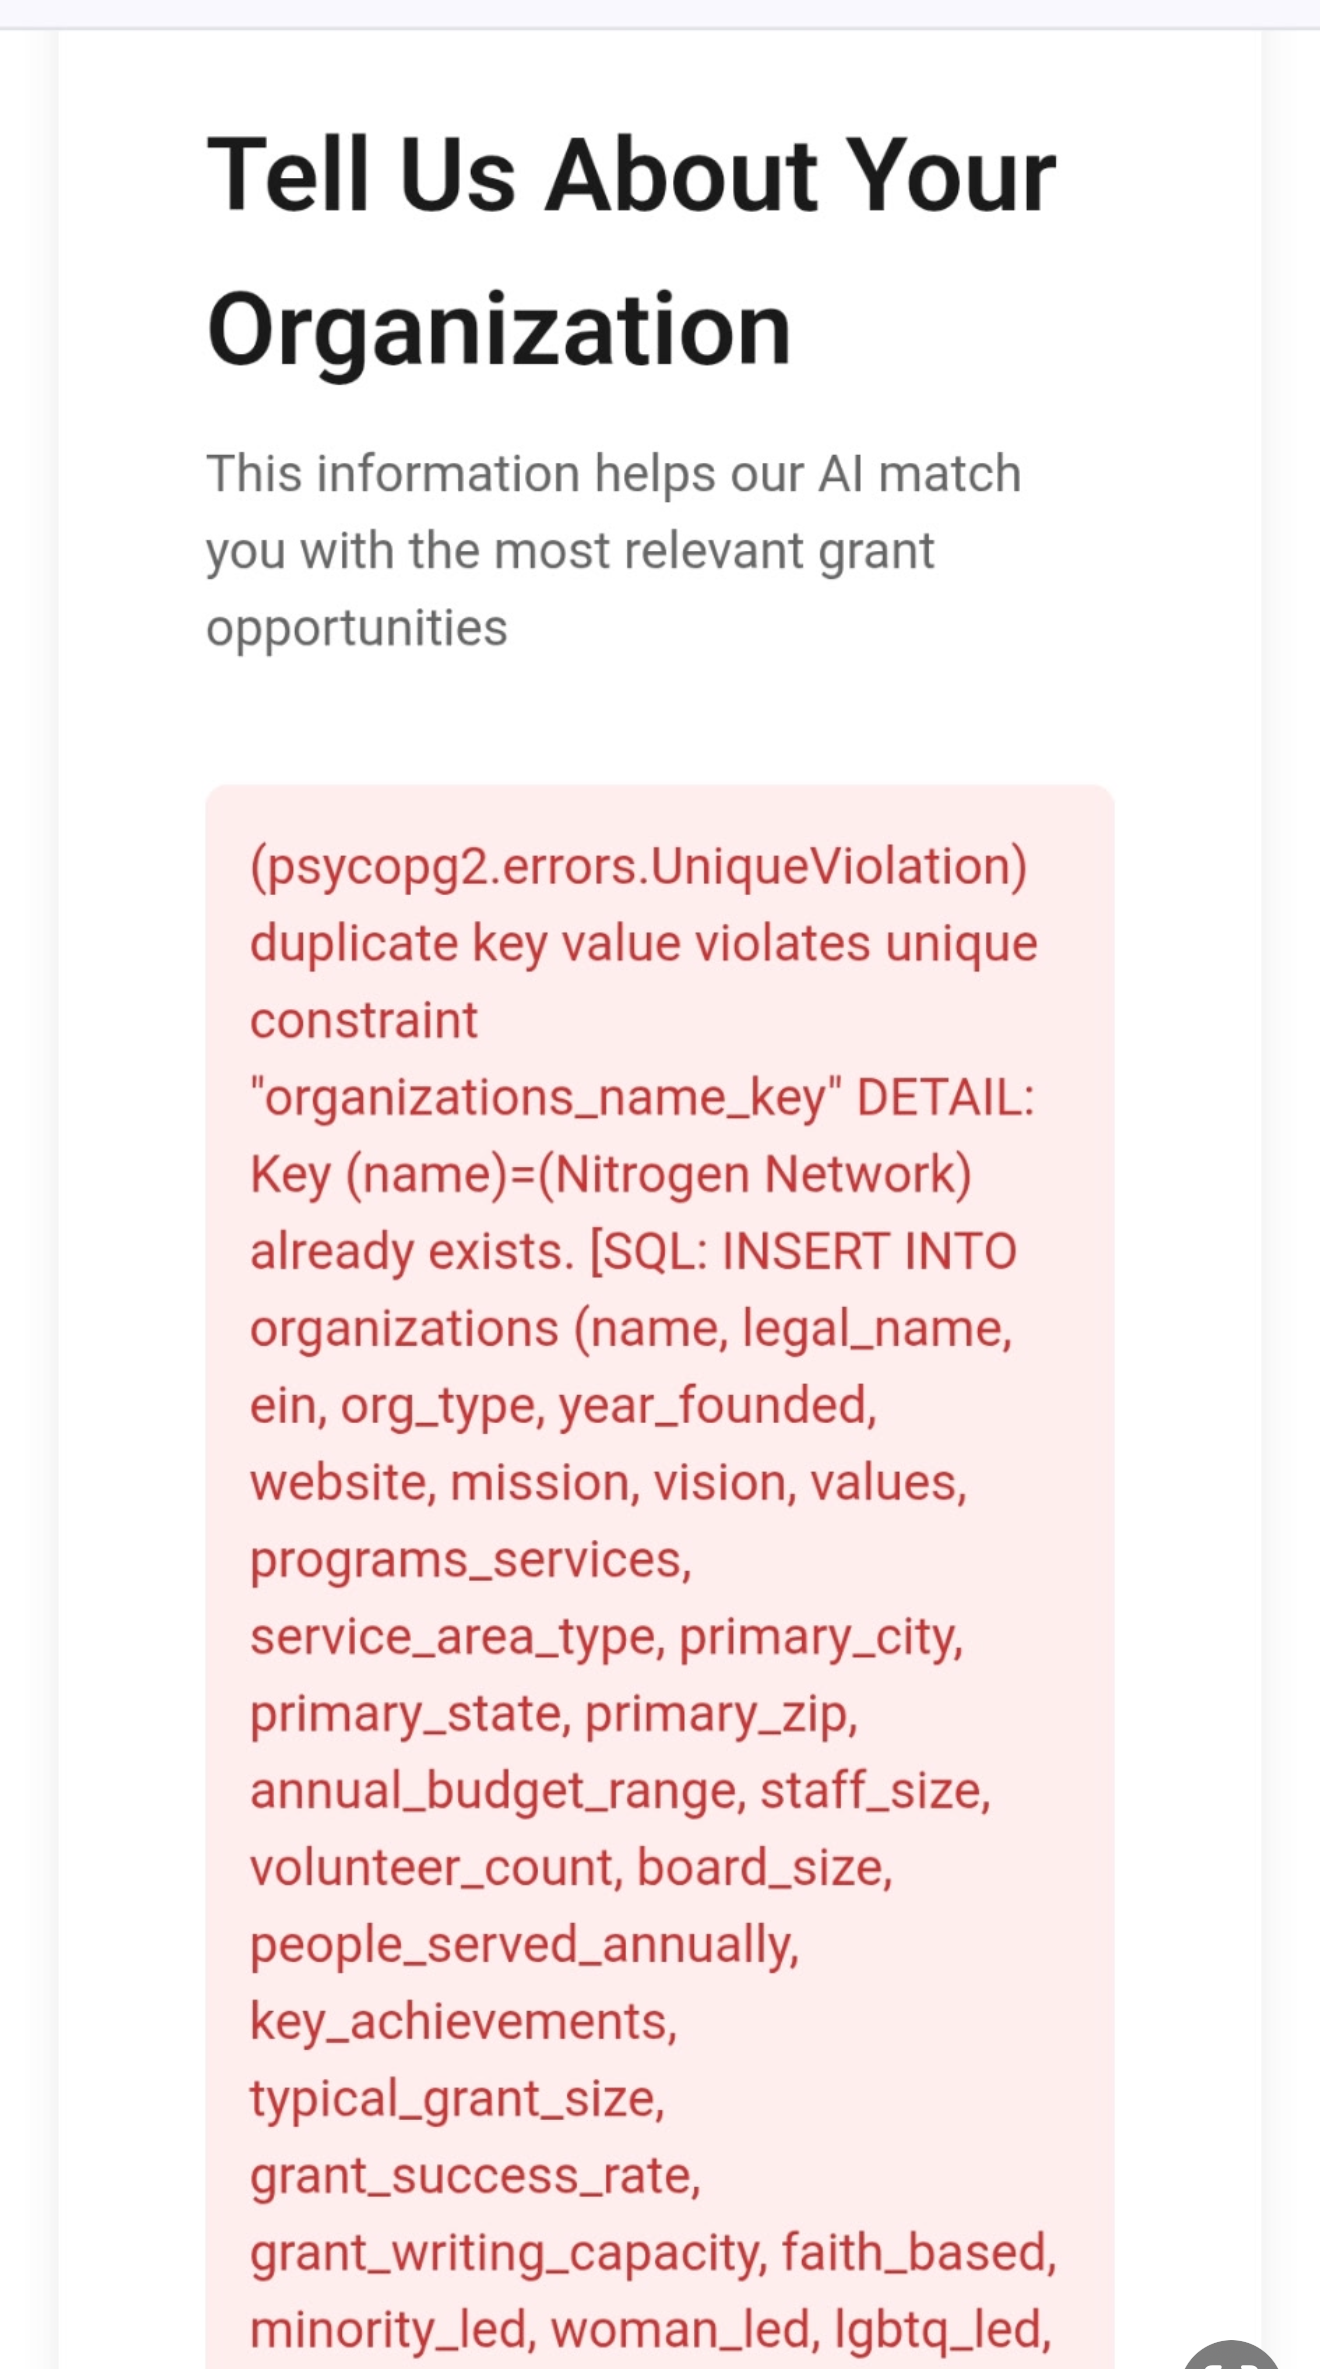 Tell Us About Your
Organization
This information helps our AI match
you with the most relevant grant
opportunities
(psycopg2.errors.UniqueViolation)
duplicate key value violates unique
constraint
"organizations_name_key" DETAIL:
Key (name)=(Nitrogen Network)
already exists. [SQL: INSERT INTO
organizations (name, legal_name,
ein, org_type, year_founded,
website, mission, vision, values,
programs_services,
service_area_type, primary_city,
primary_state, primary_zip,
annual_budget_range, staff_size,
volunteer_count, board_size,
people_served_annually,
key_achievements,
typical_grant_size,
grant_success_rate,
grant_writing_capacity, faith_based,
minority_led, woman_led, lgbtq_led,